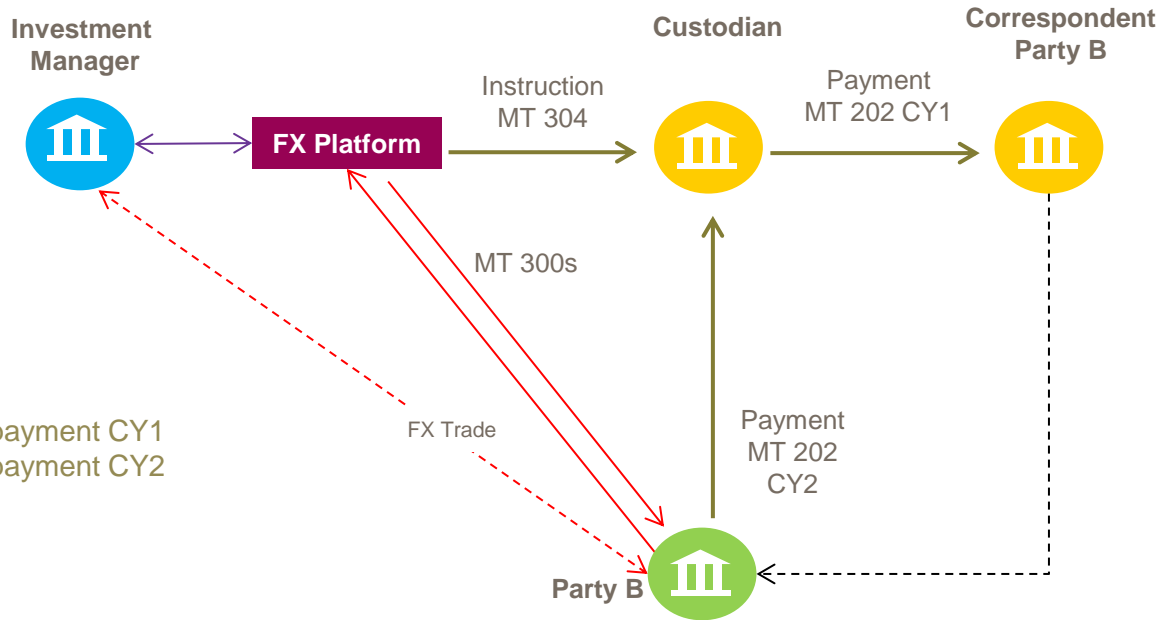 Investment
Manager
Custodian
Correspondent
Party B
Instruction
MT 304
Payment
MT 202 CY1
FX Platform
MT 300s
FX Trade
Payment
MT 202
CY2
payment CY1
payment CY2
Party B